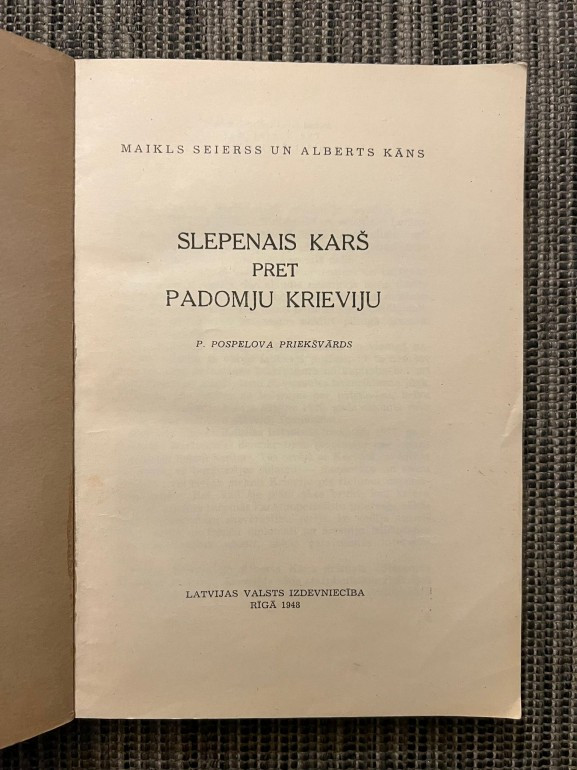 MAIKLS SEIERSS UN ALBERTS KĀNS
SLEPENAIS KARŠ
PRET
PADOMJU KRIEVIJU
P. POSPELOVA PRIEKŠVĀRDS
LATVIJAS VALSTS IZDEVNIECĪBA
RĪGĀ 1948